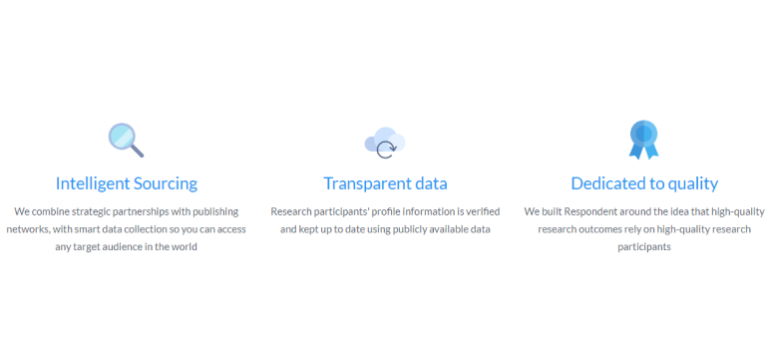 Intelligent Sourcing
We combine strategic partnerships with publishing
networks, with smart data collection so you can access
any target audience in the world
Transparent data
Research participants' profile information is verified
and kept up to date using publicly available data
Dedicated to quality
We built Respondent around the idea that high-quality
research outcomes rely on high-quality research
participants